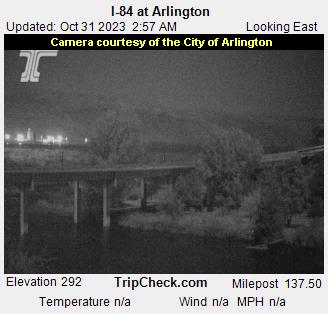 I-84 at Arlington
Updated: Oct 31 2023 2:57 AM Looking East
Camera courtesy of the City of Arlington
Elevation 292 TripCheck.com Milepost 137.50
Temperature n/a Wind n/a MPH n/a